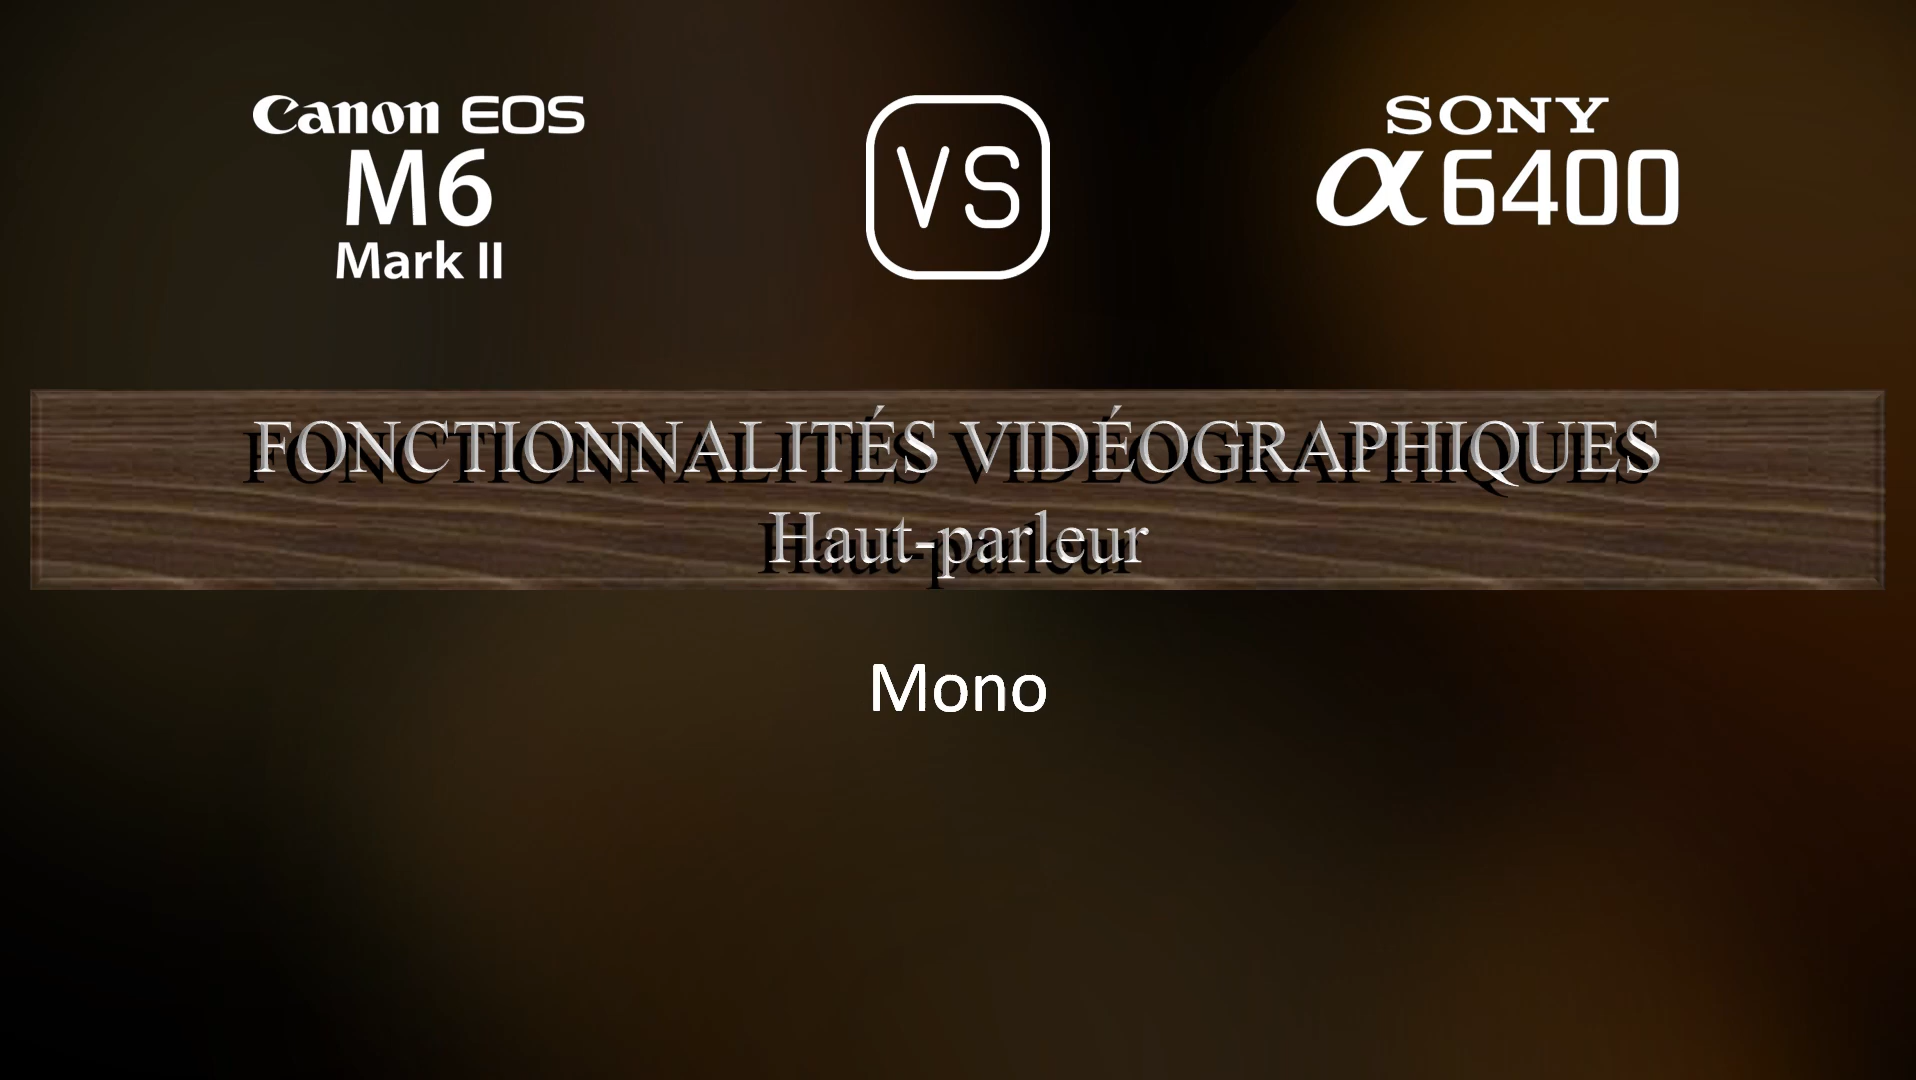 Canon EOS
M6
Mark II
VS
SONY
α6400
FONCTIONNALITÉS VIDÉOGRAPHIQUES
Haut-parleur
Mono